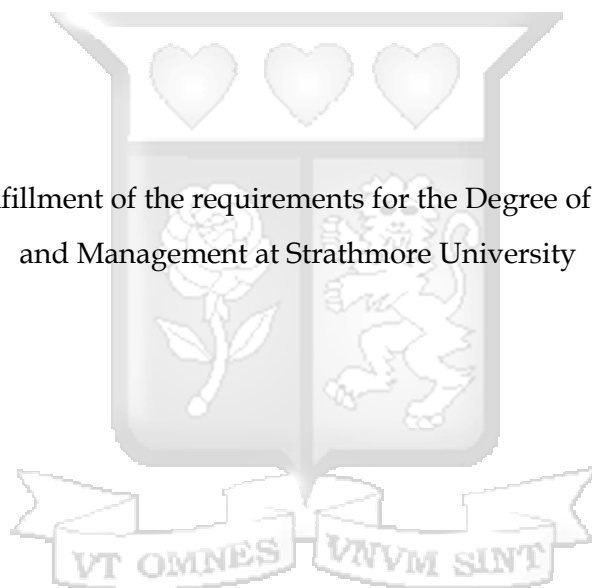 fillment of the requirements for the Degree of
and Management at Strathmore University
VT OMNES VNVM SINT